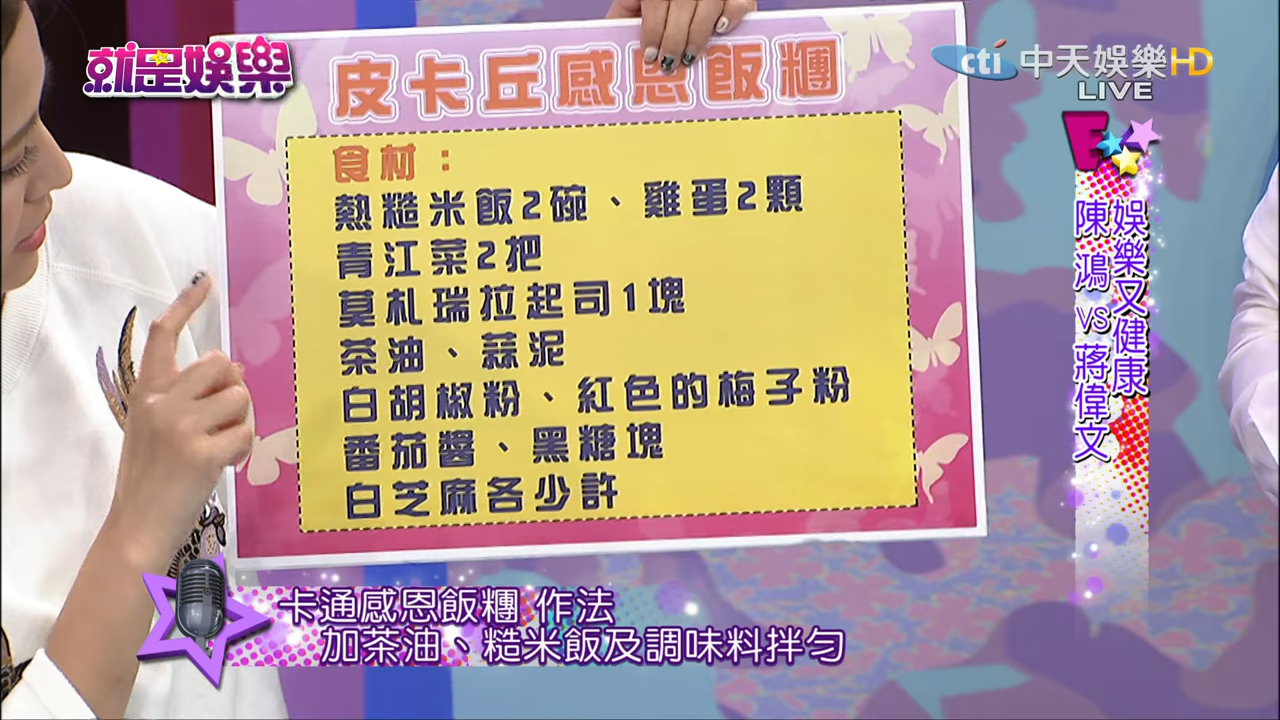 就是娛樂
cti 中天娛樂HD
LIVE
皮卡丘感恩飯糰
食材：
熱糙米飯2碗、雞蛋2顆
青江菜2把
莫札瑞拉起司1塊
茶油、蒜泥
白胡椒粉、紅色的梅子粉
番茄醬、黑糖塊
白芝麻各少許
娛樂又健康
陳鴻VS蔣偉文
卡通感恩飯糰 作法
加茶油、糙米飯及調味料拌勻